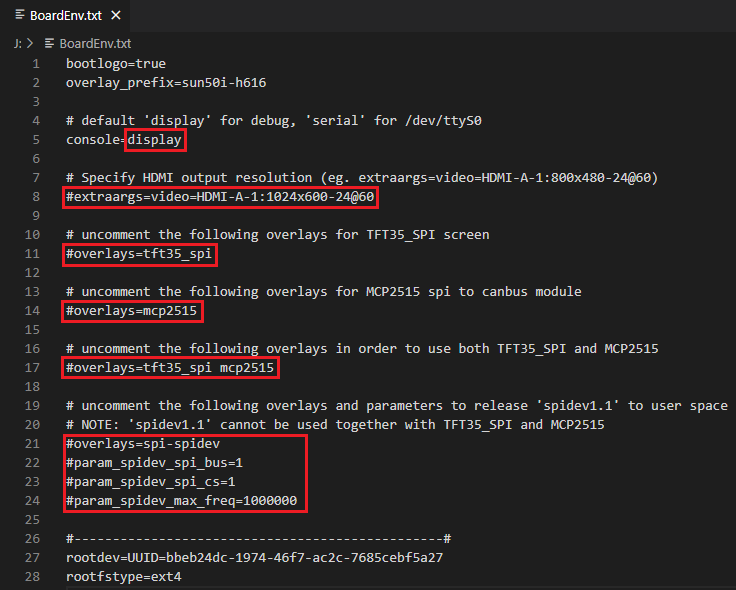 BoardEnv.txt
J: > BoardEnv.txt
1 bootlogo=true
2 overlay_prefix=sun50i-h616
3
4 # default 'display' for debug, 'serial' for /dev/ttyS0
5 console=display
6
7 # Specify HDMI output resolution (eg. extraargs=video=HDMI-A-1:800x480-24@60)
8 #extraargs=video=HDMI-A-1:1024x600-24@60
9
10 # uncomment the following overlays for TFT35_SPI screen
11 #overlays=tft35_spi
12
13 # uncomment the following overlays for MCP2515 spi to canbus module
14 #overlays=mcp2515
15
16 # uncomment the following overlays in order to use both TFT35_SPI and MCP2515
17 #overlays=tft35_spi mcp2515
18
19 # uncomment the following overlays and parameters to release 'spidev1.1' to user space
20 # NOTE: 'spidev1.1' cannot be used together with TFT35_SPI and MCP2515
21 #overlays=spi-spidev
22 #param_spidev_spi_bus=1
23 #param_spidev_spi_cs=1
24 #param_spidev_max_freq=1000000
25
26 #-----------------------------------------------#
27 rootdev=UUID=bbeb24dc-1974-46f7-ac2c-7685cebf5a27
28 rootfstype=ext4